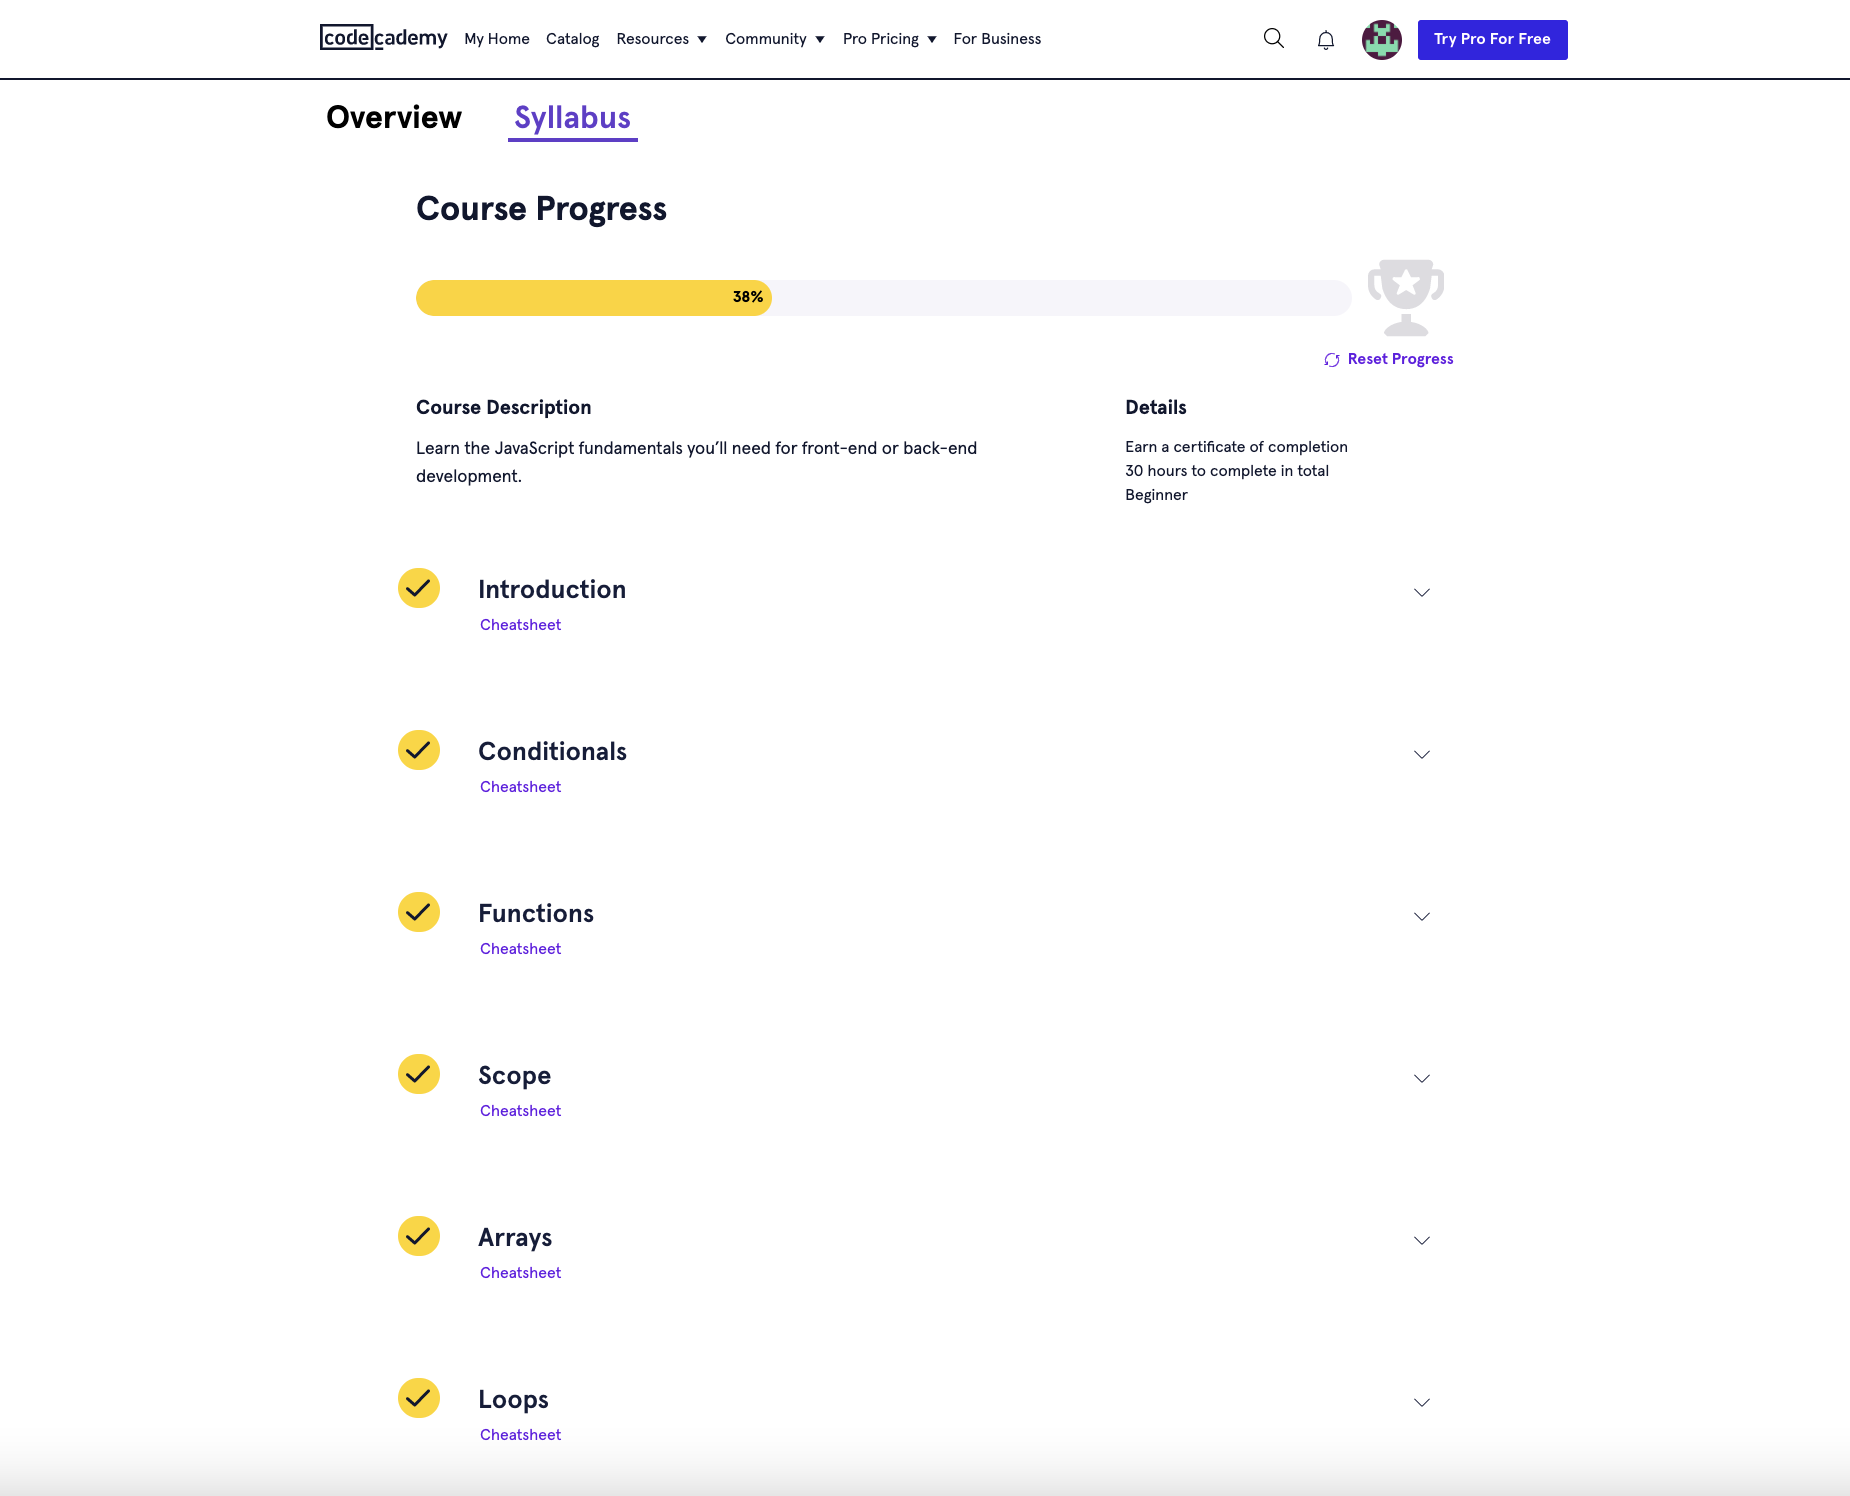 codecademy My Home Catalog Resources Community Pro Pricing For Business Try Pro For Free
Overview Syllabus
Course Progress
38%
Reset Progress
Course Description
Learn the JavaScript fundamentals you’ll need for front-end or back-end
development.
Details
Earn a certificate of completion
30 hours to complete in total
Beginner
Introduction
Cheatsheet
Conditionals
Cheatsheet
Functions
Cheatsheet
Scope
Cheatsheet
Arrays
Cheatsheet
Loops
Cheatsheet